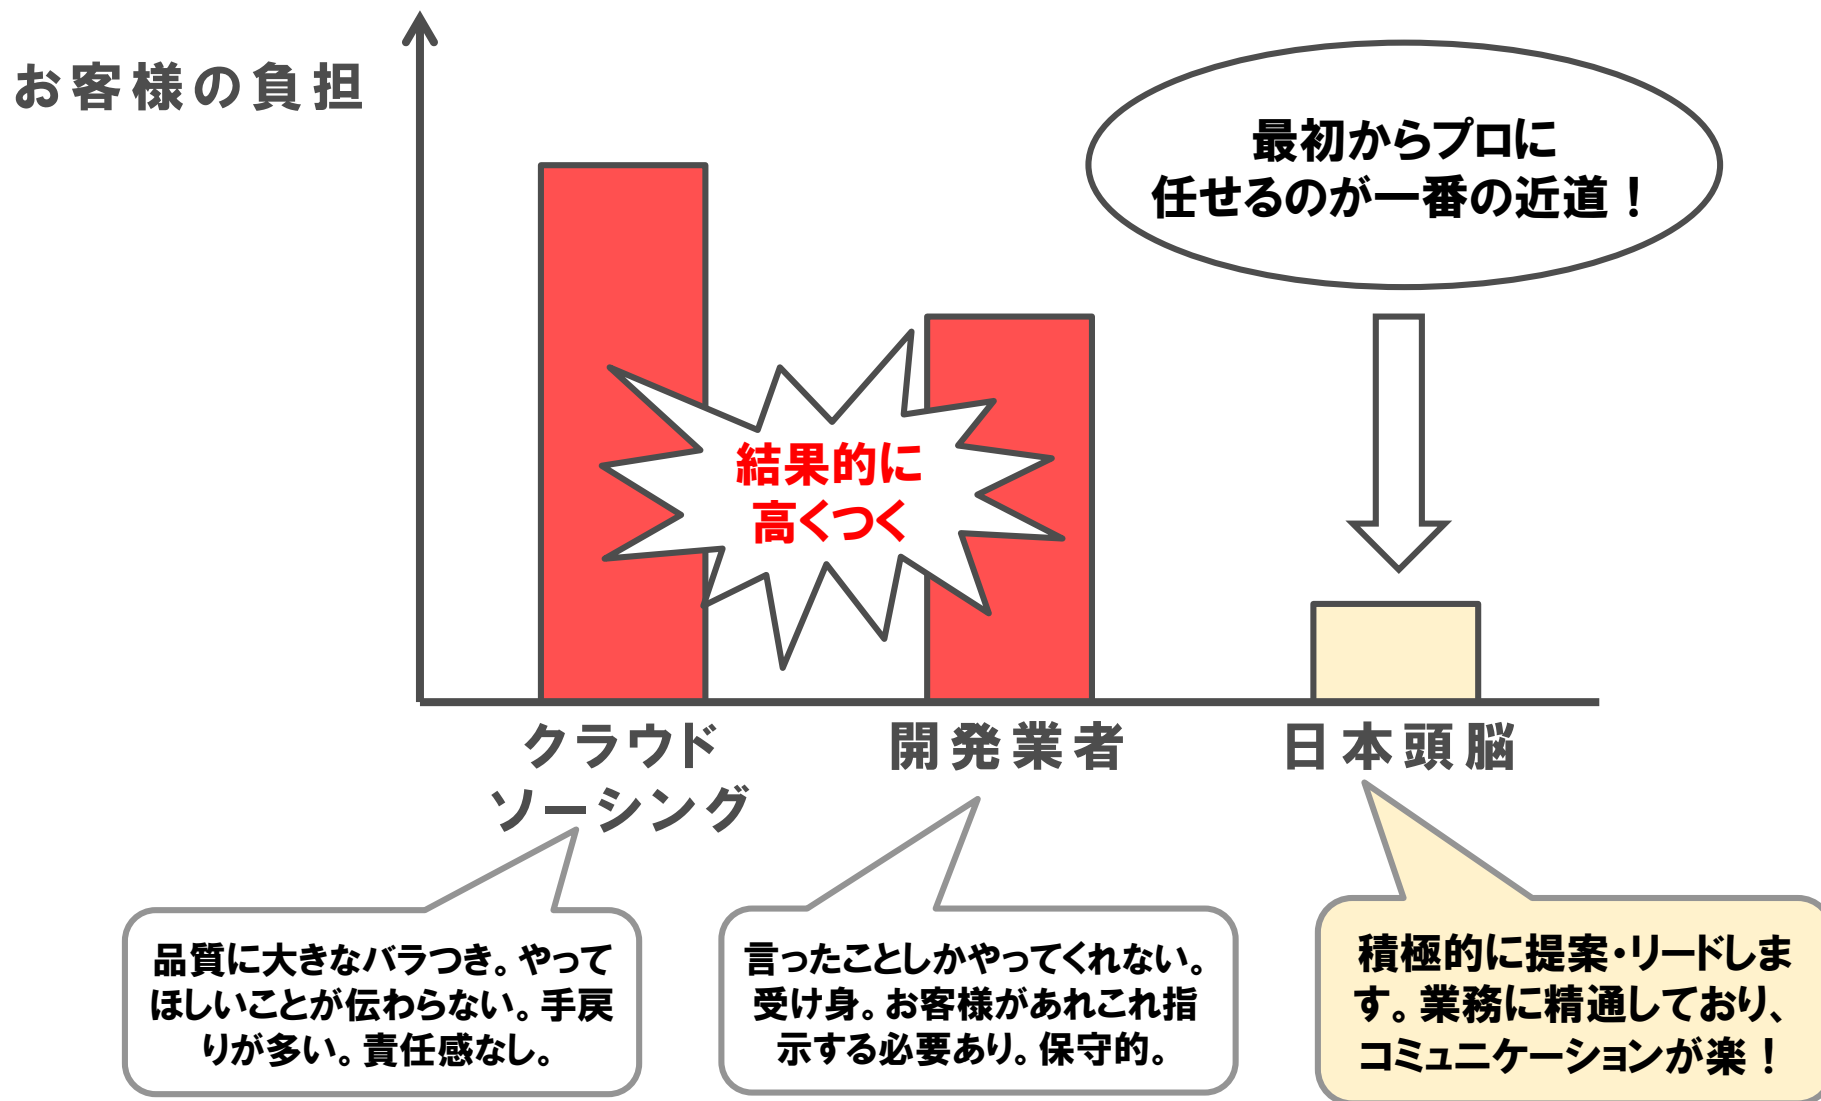 お客様の負担
最初からプロに
任せるのが一番の近道！
結果的に
高くつく
クラウド
ソーシング
開発業者
日本頭脳
品質に大きなバラつき。やって
ほしいことが伝わらない。手戻
りが多い。責任感なし。
言ったことしかやってくれない。
受け身。お客様があれこれ指
示する必要あり。保守的。
積極的に提案・リードしま
す。業務に精通しており、
コミュニケーションが楽！